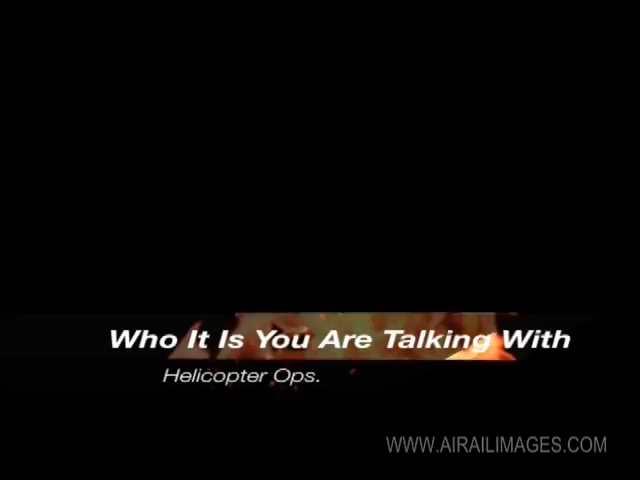 Who It Is You Are Talking With
Helicopter Ops.
WWW.AIRAILIMAGES.COM